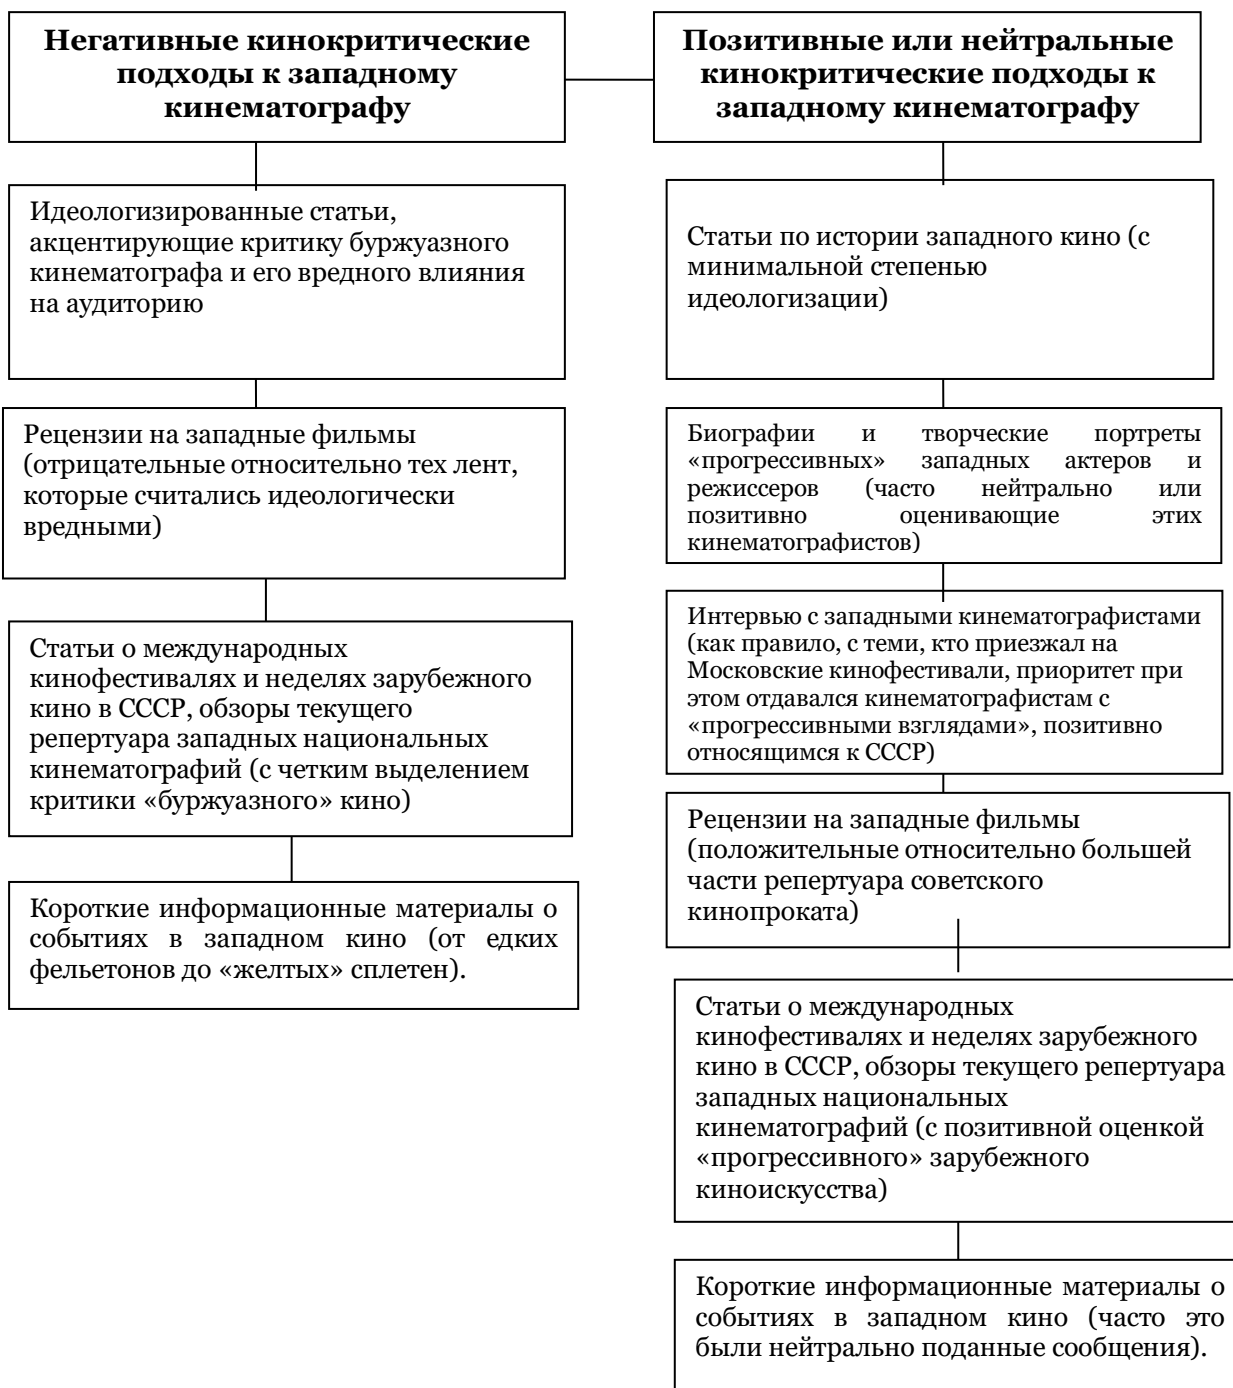 Негативные кинокритические
подходы к западному
кинематографу
Идеологизированные статьи,
акцентирующие критику буржуазного
кинематографа и его вредного влияния
на аудиторию
Рецензии на западные фильмы
(отрицательные относительно тех лент,
которые считались идеологически
вредными)
Статьи о международных
кинофестивалях и неделях зарубежного
кино в СССР, обзоры текущего
репертуара западных национальных
кинематографий (с четким выделением
критики «буржуазного» кино)
Короткие информационные материалы о
событиях в западном кино (от едких
фельетонов до «желтых» сплетен).
Позитивные или нейтральные
кинокритические подходы к
западному кинематографу
Статьи по истории западного кино (с
минимальной степенью
идеологизации)
Биографии и творческие портреты
«прогрессивных» западных актеров и
режиссеров (часто нейтрально или
позитивно оценивающие этих
кинематографистов)
Интервью с западными кинематографистами
(как правило, с теми, кто приезжал на
Московские кинофестивали, приоритет при
этом отдавался кинематографистам с
«прогрессивными взглядами», позитивно
относящимся к СССР)
Рецензии на западные фильмы
(положительные относительно большей
части репертуара советского
кинопроката)
Статьи о международных
кинофестивалях и неделях зарубежного
кино в СССР, обзоры текущего репертуара
западных национальных
кинематографий (с позитивной оценкой
«прогрессивного» зарубежного
киноискусства)
Короткие информационные материалы о
событиях в западном кино (часто это
были нейтрально поданные сообщения).